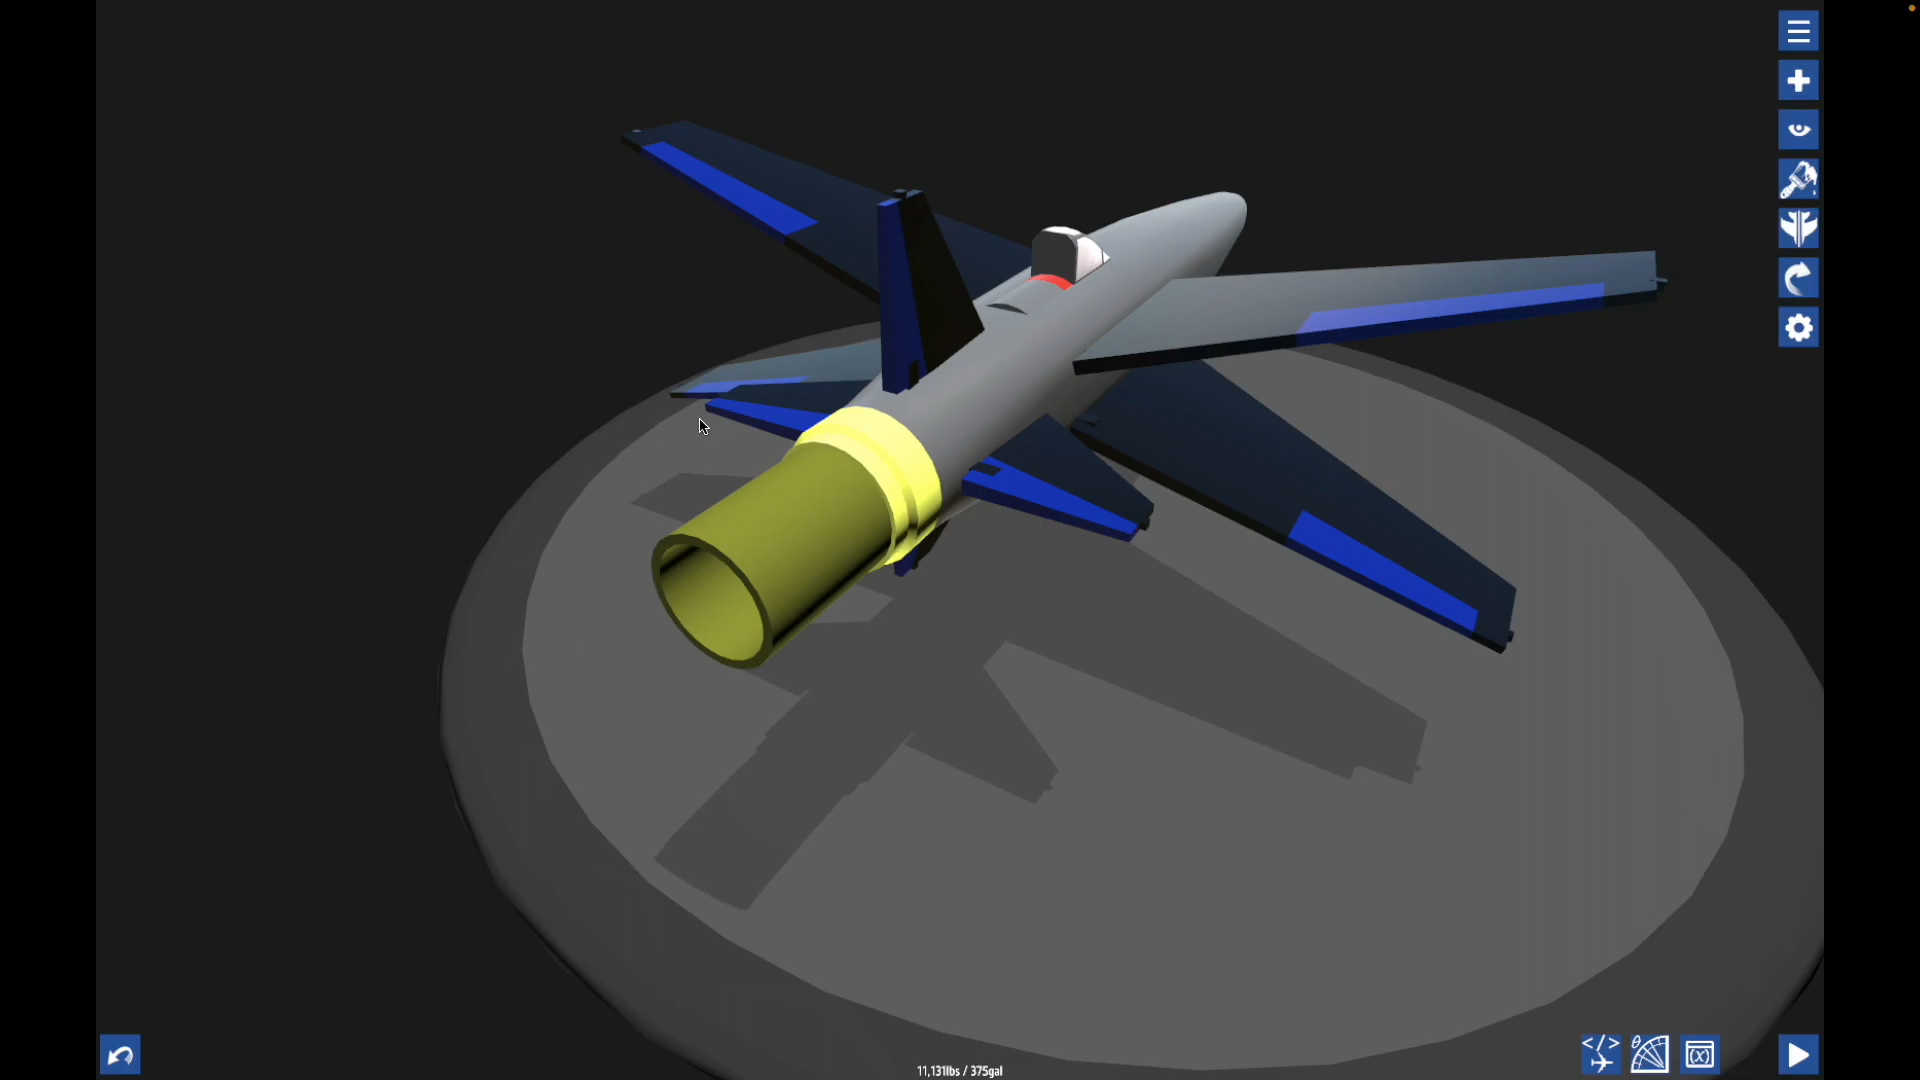 </>
θ
(x)
11,131lbs / 375gal